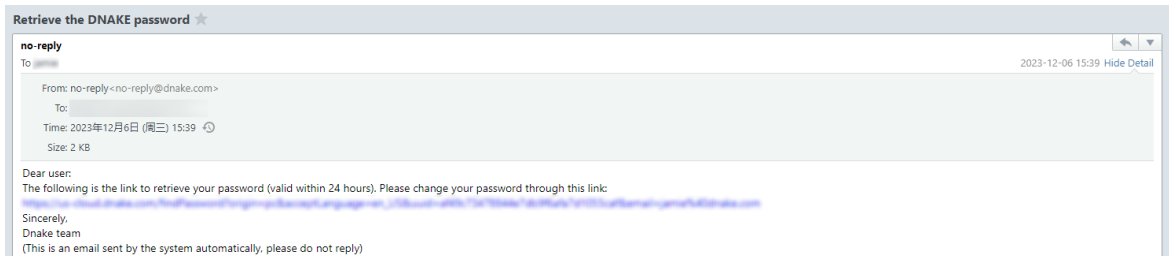 Retrieve the DNAKE password
no-reply
To
2023-12-06 15:39 Hide Detail
From: no-reply<no-reply@dnake.com>
To:
Time: 2023年12月6日 (周三) 15:39
Size: 2 KB
Dear user:
The following is the link to retrieve your password (valid within 24 hours). Please change your password through this link:
Sincerely,
Dnake team
(This is an email sent by the system automatically, please do not reply)